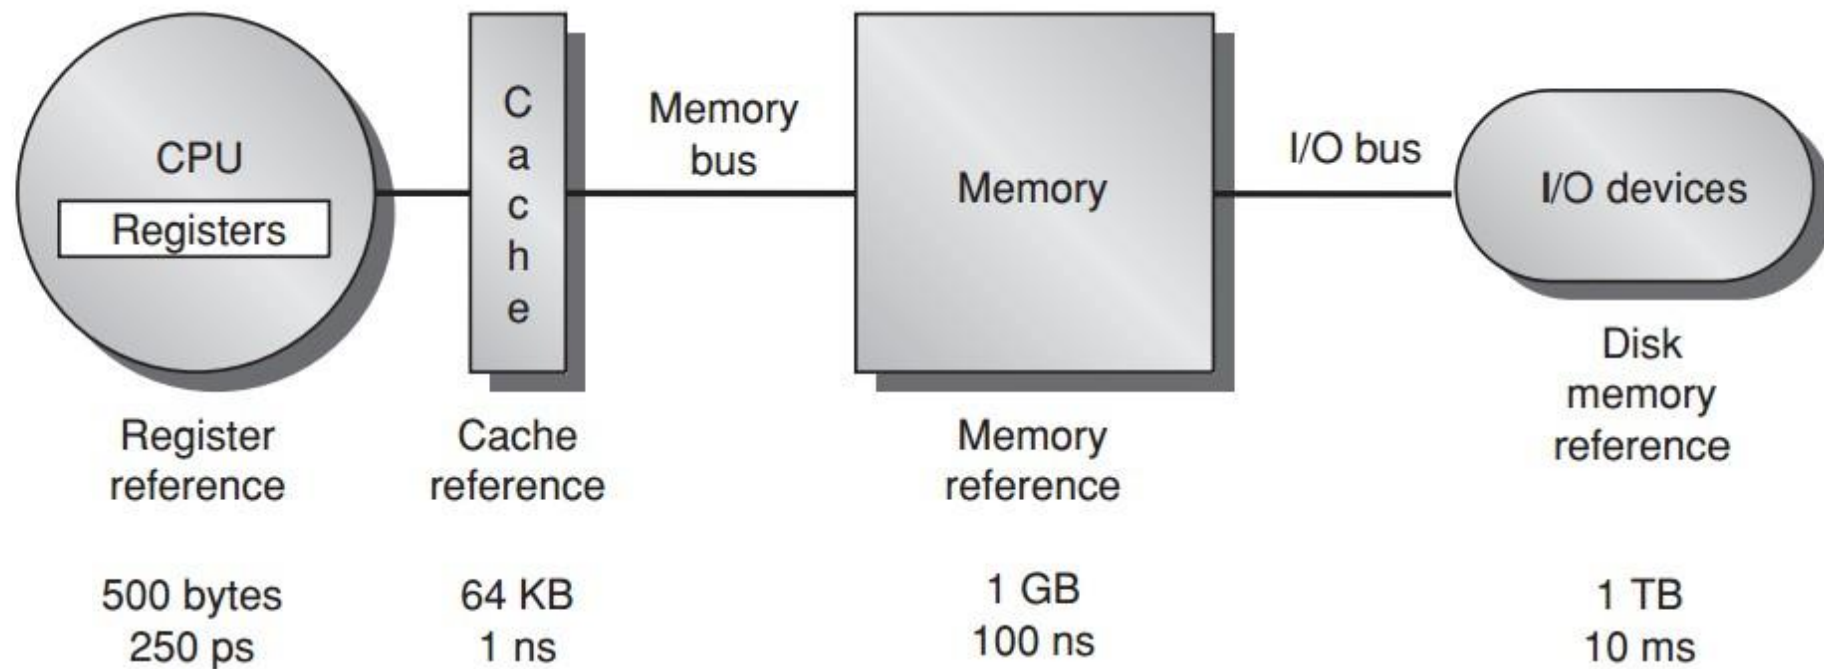 CPU
Registers
Cache
Memory
bus
Memory
I/O bus
I/O devices
Register
reference
Cache
reference
Memory
reference
Disk
memory
reference
500 bytes
250 ps
64 KB
1 ns
1 GB
100 ns
1 TB
10 ms